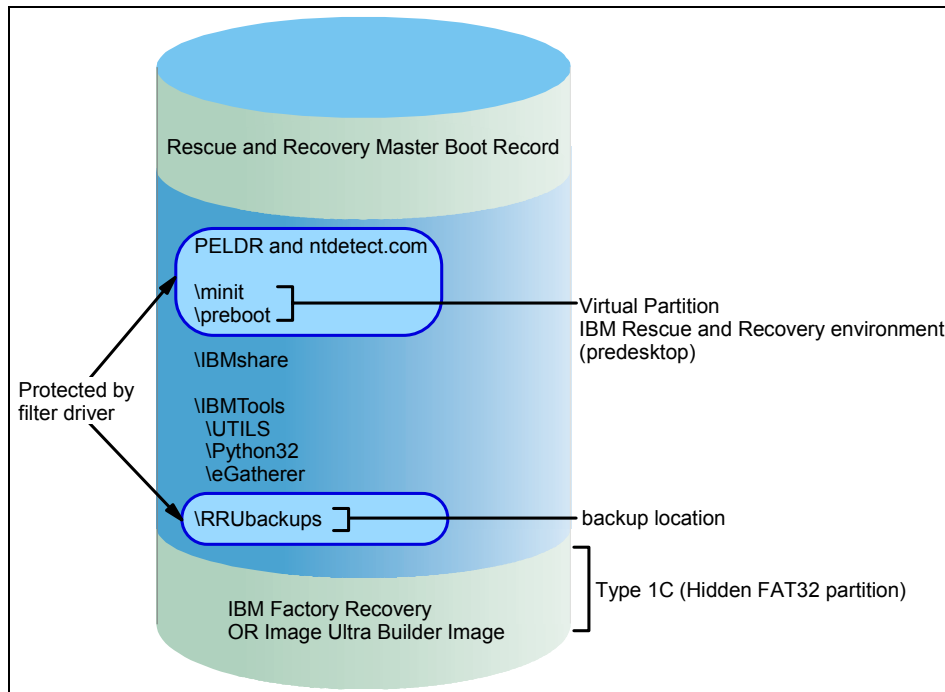 Rescue and Recovery Master Boot Record
PELDR and ntdetect.com
\minit
\preboot
Virtual Partition
IBM Rescue and Recovery environment
(predesktop)
\IBMshare
Protected by
filter driver
\IBMTools
\UTILS
\Python32
\eGatherer
\RRUbackups
backup location
Type 1C (Hidden FAT32 partition)
IBM Factory Recovery
OR Image Ultra Builder Image